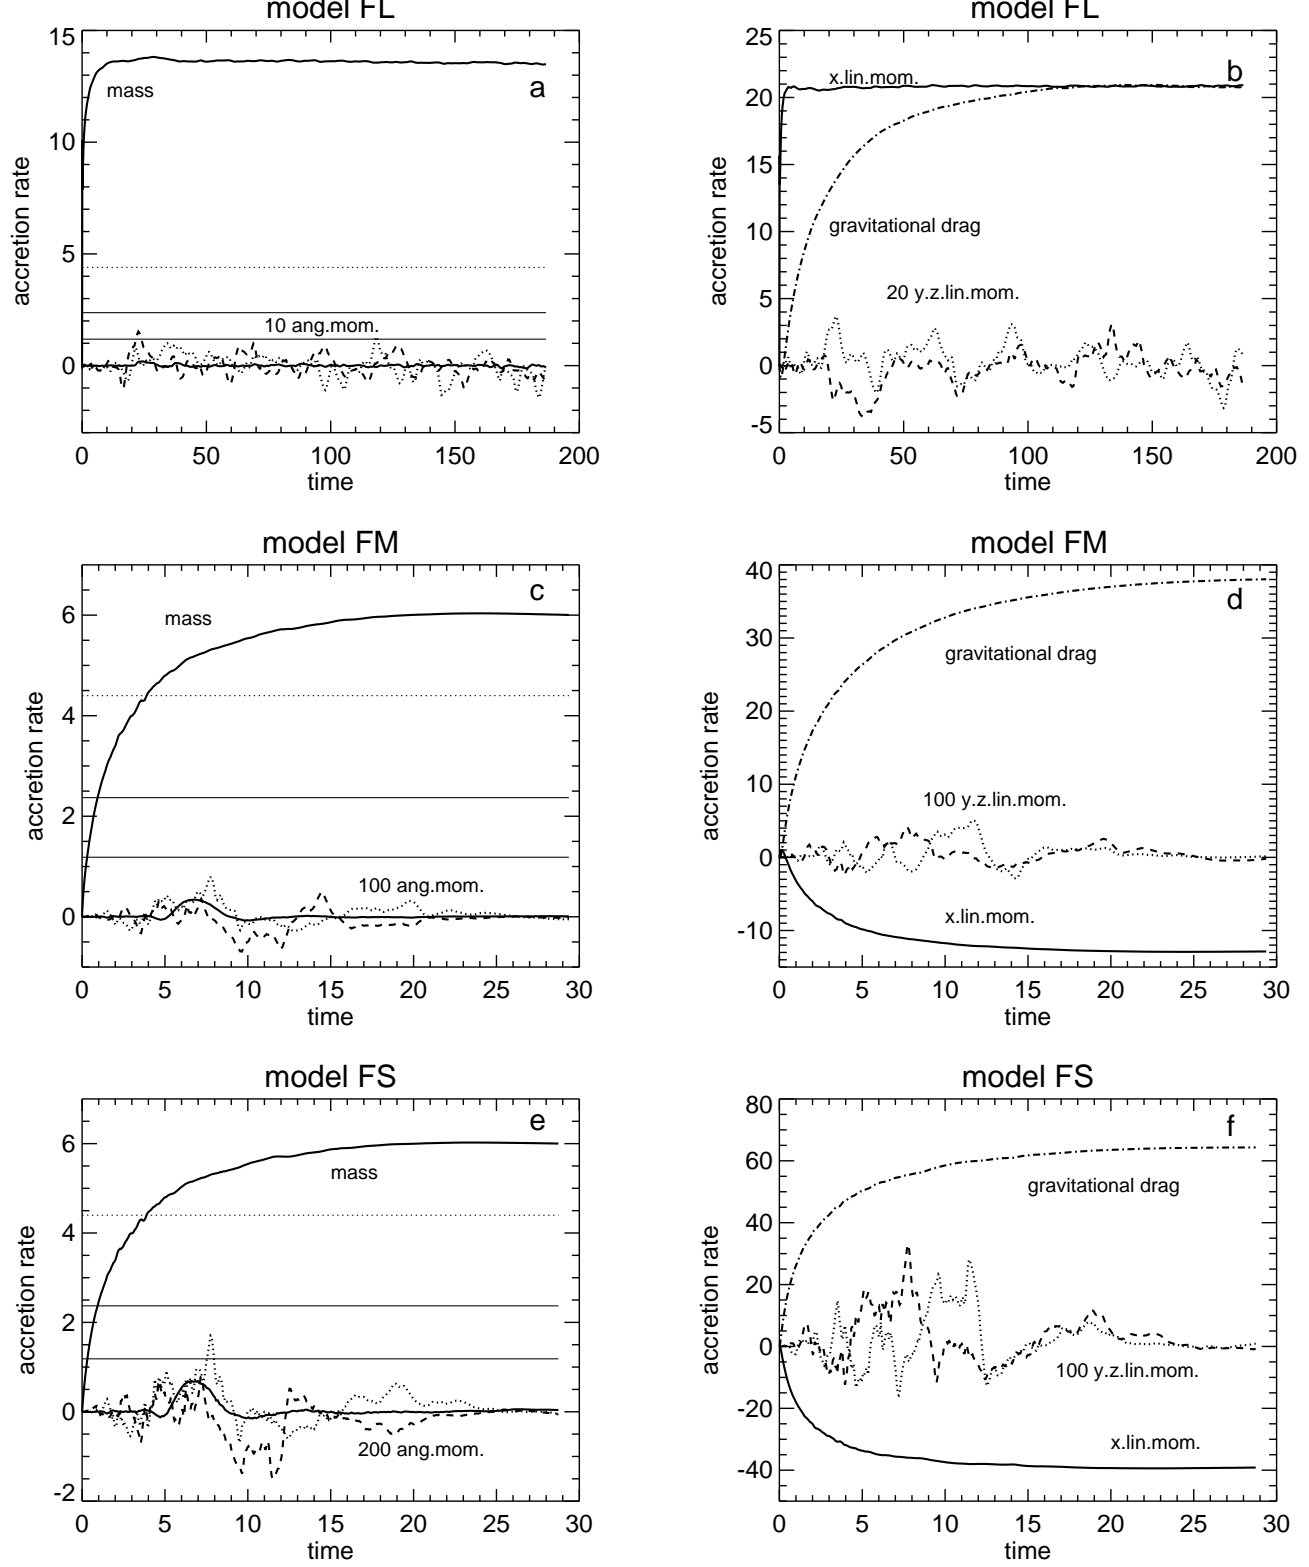 model FL
15
10
5
0
accretion rate
mass
a
10 ang.mom.
0 50 100 150 200
time
model FL
25
20
15
10
5
0
-5
accretion rate
x.lin.mom.
b
gravitational drag
20 y.z.lin.mom.
0 50 100 150 200
time
model FM
6
4
2
0
accretion rate
mass
c
100 ang.mom.
0 5 10 15 20 25 30
time
model FM
40
30
20
10
0
-10
accretion rate
d
gravitational drag
100 y.z.lin.mom.
x.lin.mom.
0 5 10 15 20 25 30
time
model FS
6
4
2
0
-2
accretion rate
e
mass
200 ang.mom.
0 5 10 15 20 25 30
time
model FS
80
60
40
20
0
-20
-40
accretion rate
f
gravitational drag
100 y.z.lin.mom.
x.lin.mom.
0 5 10 15 20 25 30
time